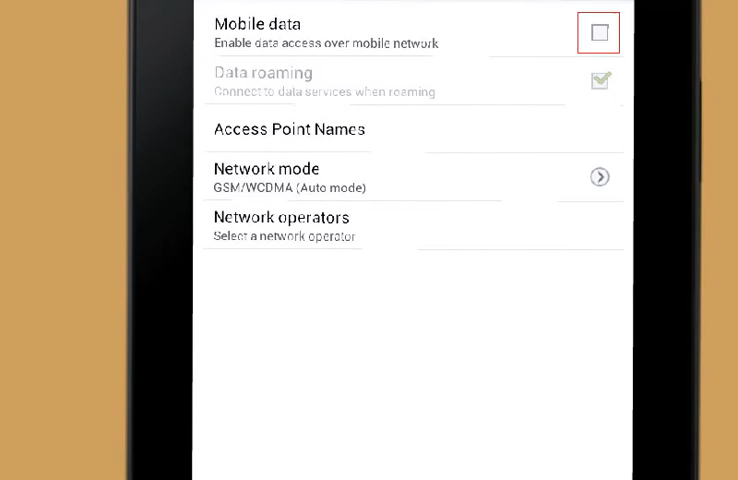 Mobile data
Enable data access over mobile network
Data roaming
Connect to data services when roaming
Access Point Names
Network mode
GSM/WCDMA (Auto mode)
Network operators
Select a network operator